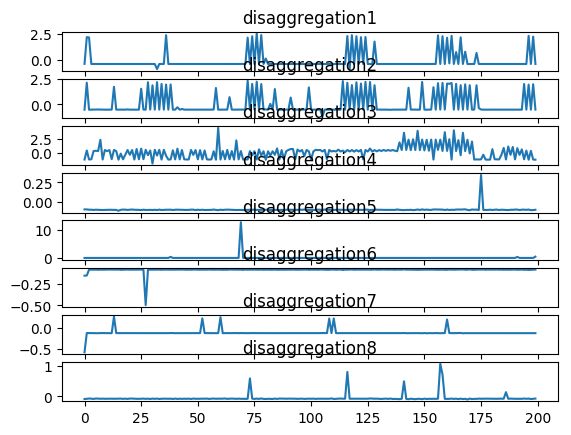 disaggregation1
2.5
0.0
disaggregation2
2.5
0.0
disaggregation3
2.5
0.0
disaggregation4
0.25
0.00
disaggregation5
10
0
disaggregation6
−0.25
−0.50
disaggregation7
0.0
−0.5
disaggregation8
1
0
0 25 50 75 100 125 150 175 200